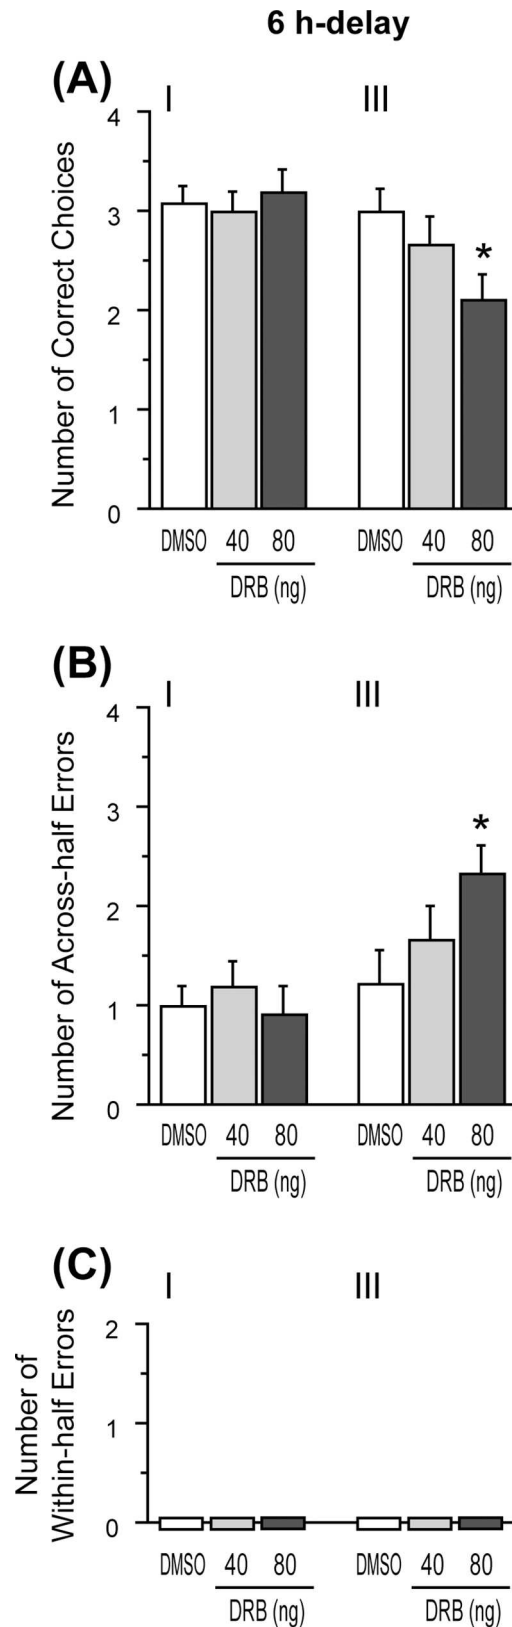 6 h-delay
(A)
I III
4
3
2
1
0
Number of Correct Choices
*
DMSO 40 80 DMSO 40 80
DRB (ng) DRB (ng)
(B)
I III
4
3
2
1
0
Number of Across-half Errors
*
DMSO 40 80 DMSO 40 80
DRB (ng) DRB (ng)
(C)
I III
2
1
0
Number of
Within-half Errors
DMSO 40 80 DMSO 40 80
DRB (ng) DRB (ng)